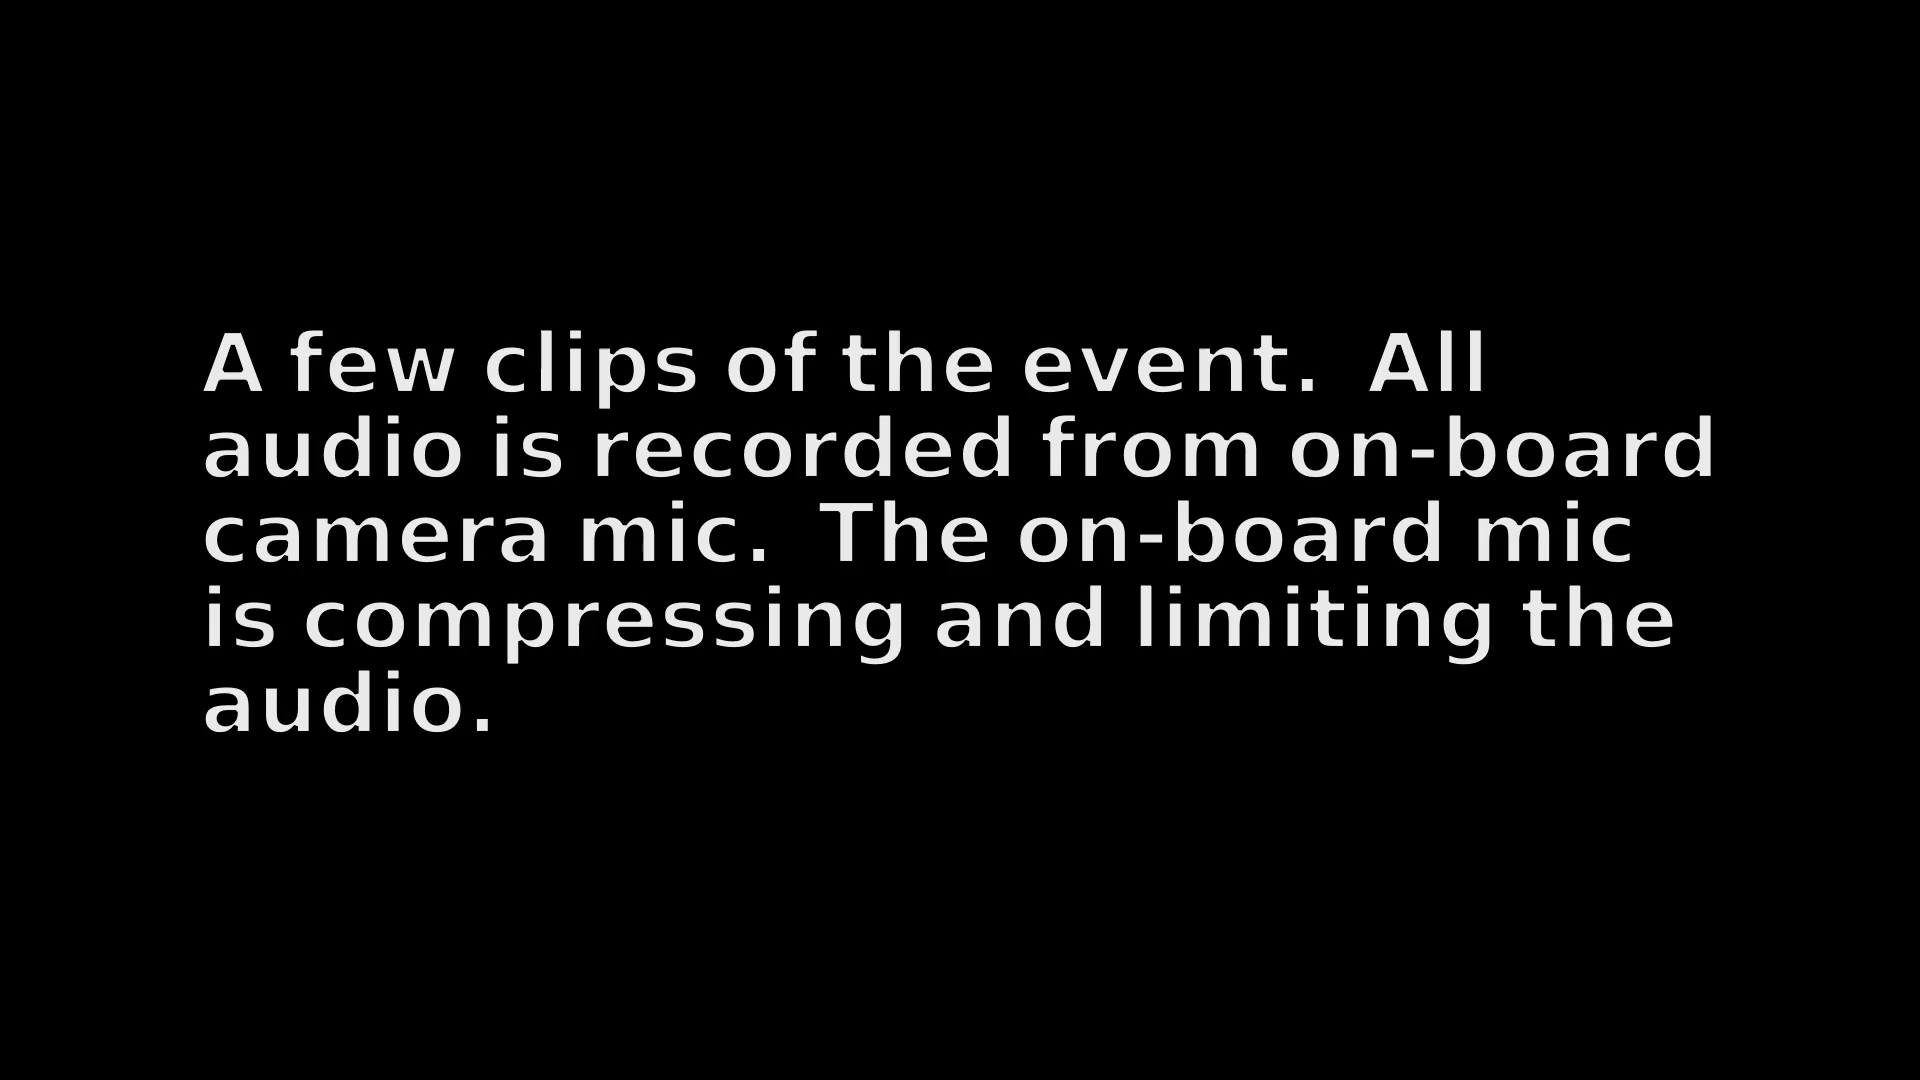 A few clips of the event.  All
audio is recorded from on-board
camera mic.  The on-board mic
is compressing and limiting the
audio.